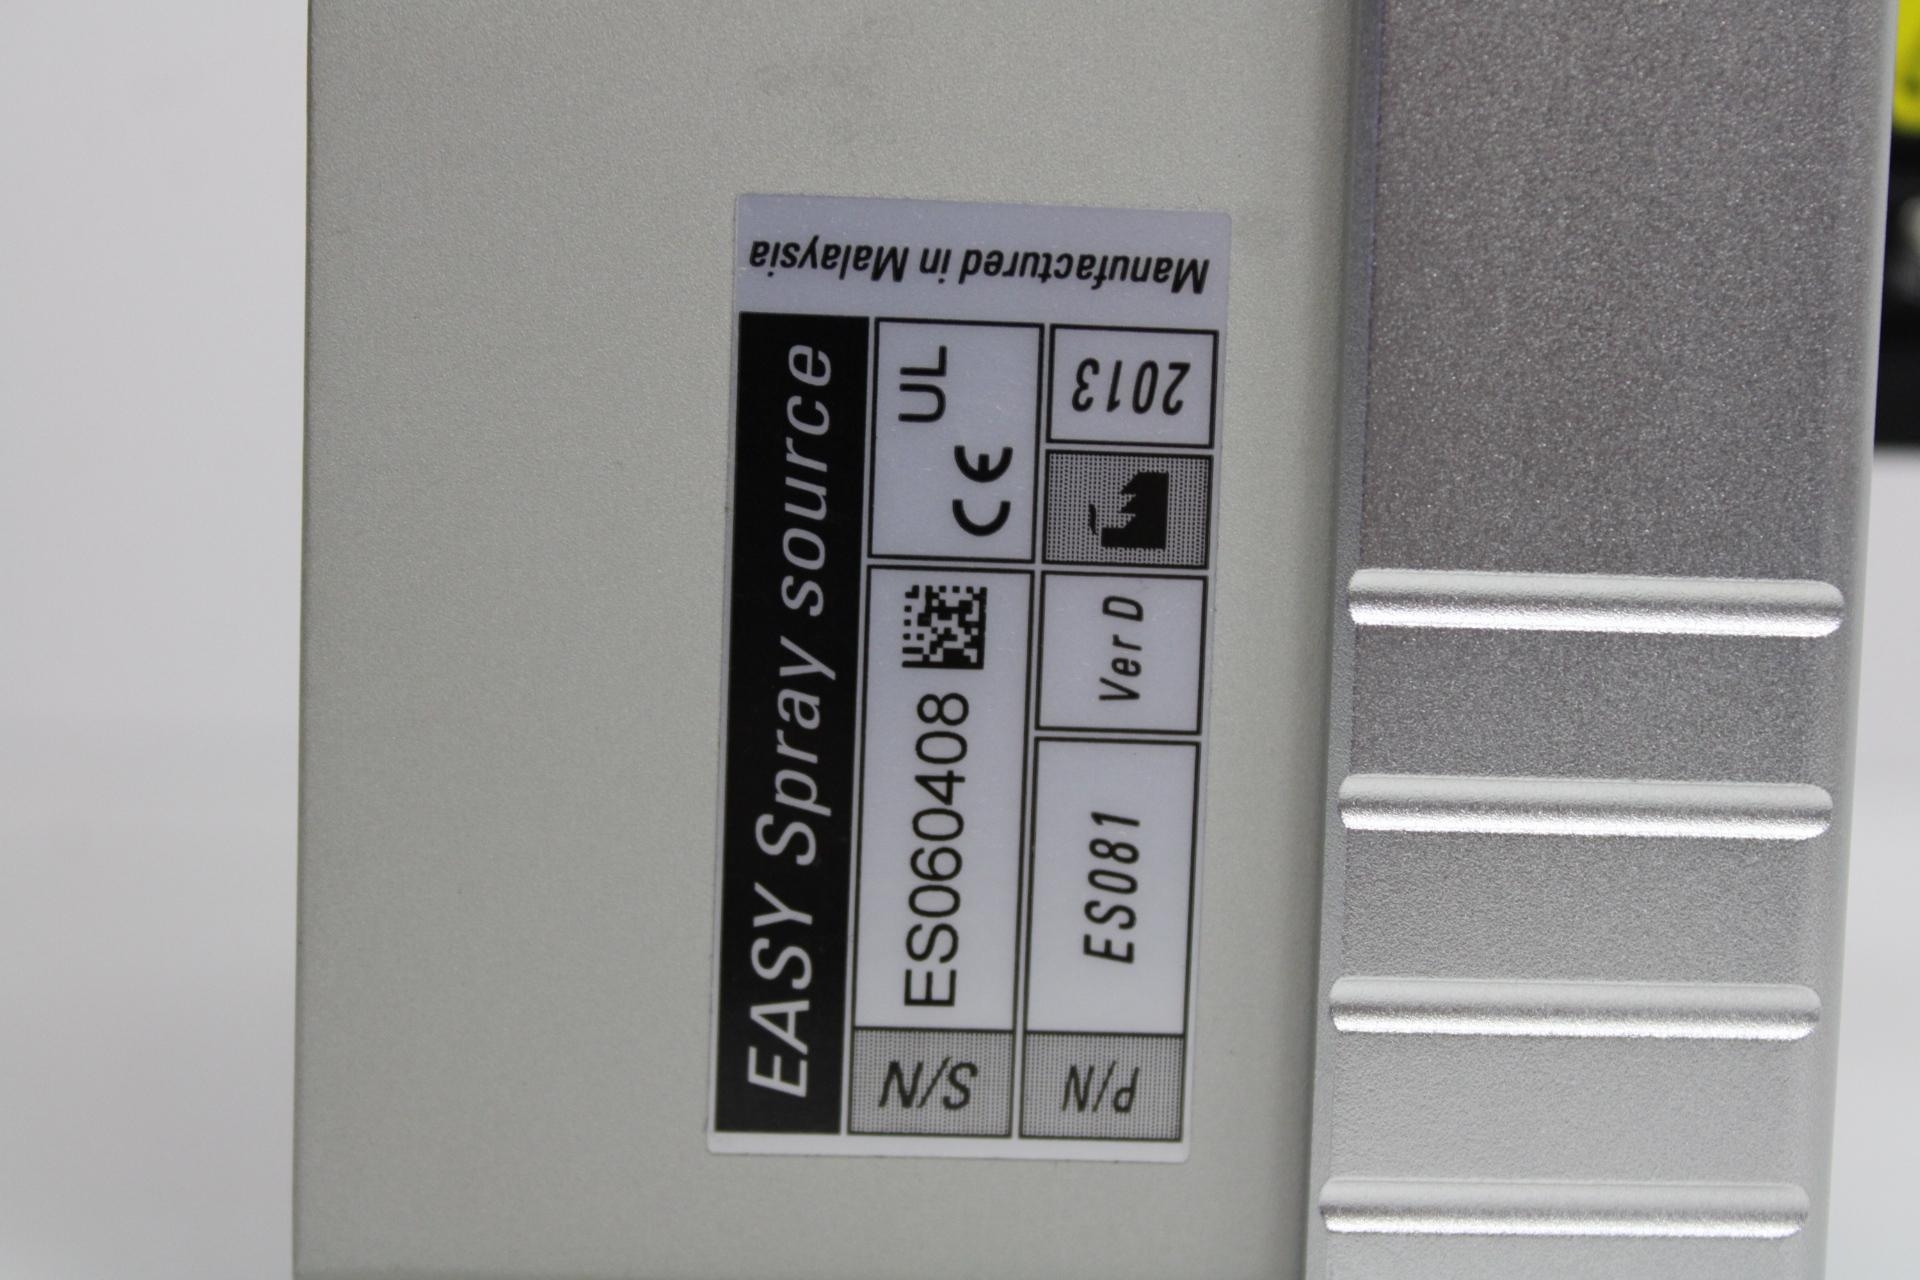 EASY Spray source
S/N ES060408 UL CE
P/N ES081 Ver D 2013
Manufactured in Malaysia